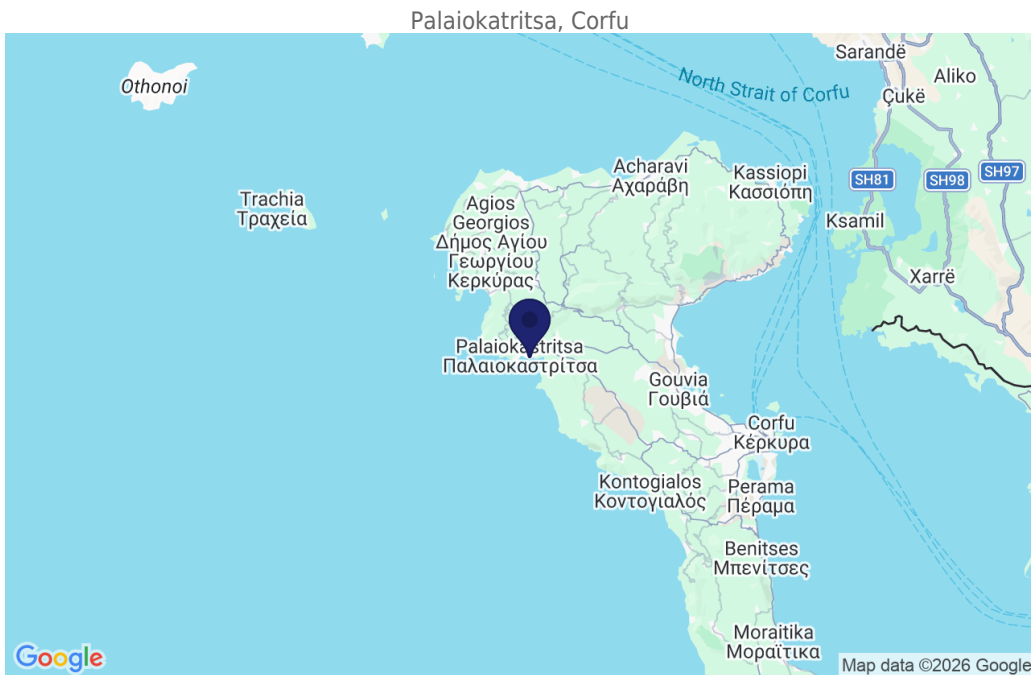 Palaiokatritsa, Corfu
Othonoi
Sarandë
Aliko
North Strait of Corfu
Çukë
Acharavi
Αχαράβη
Kassiopi
Κασσιόπη
SH81
SH98
SH97
Trachia
Τραχεία
Agios
Georgios
Δήμος Αγίου
Γεωργίου
Κερκύρας
Ksamil
Xarrë
Palaiokastritsa
Παλαιοκαστρίτσα
Gouvia
Γουβιά
Corfu
Κέρκυρα
Kontogialos
Κοντογιαλός
Perama
Πέραμα
Benitses
Μπενίτσες
Moraitika
Μοραϊτικα
Google
Map data ©2026 Google